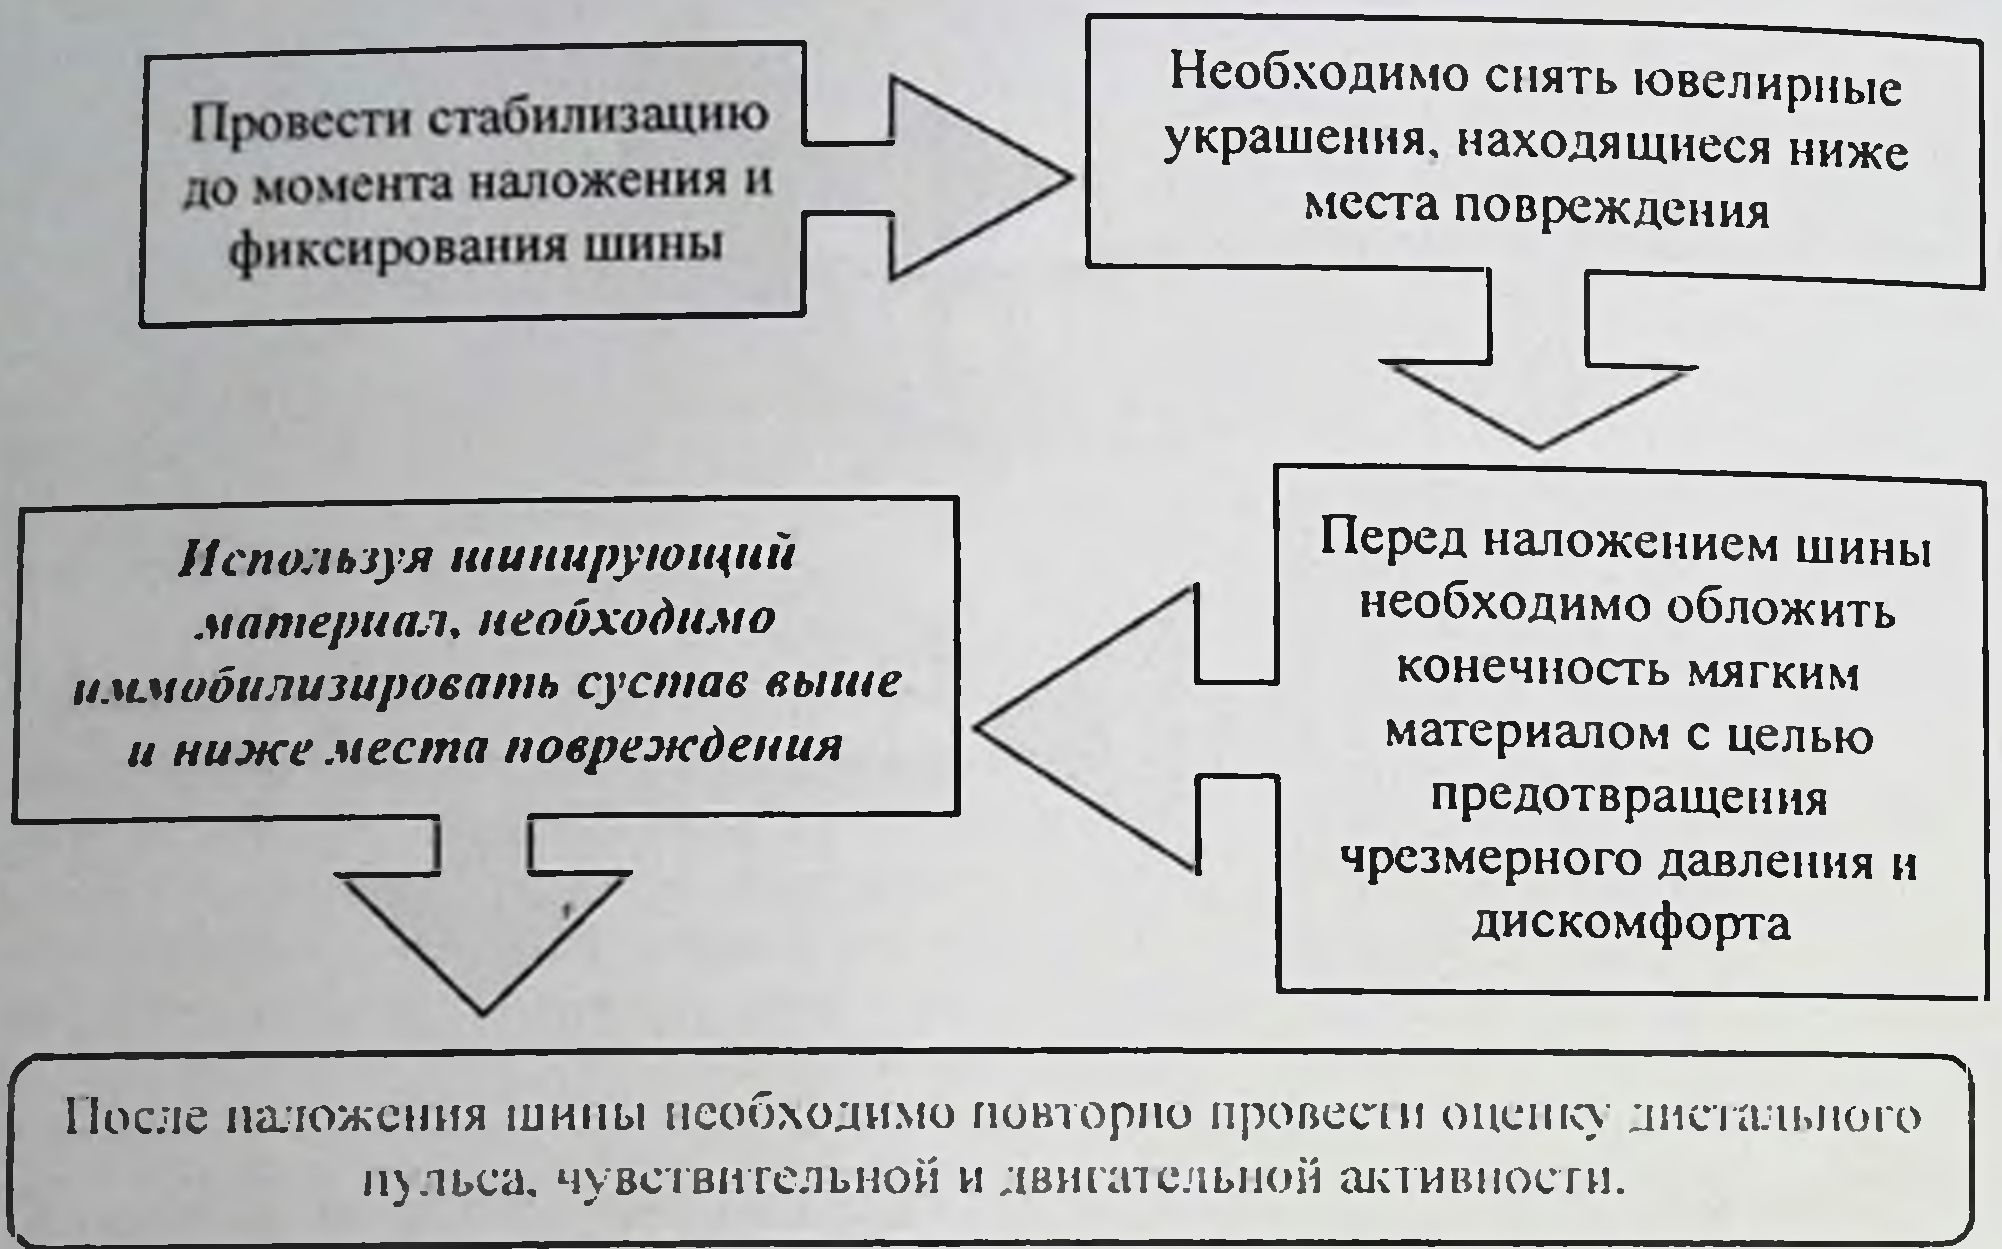 Провести стабилизацию
до момента наложения и
фиксирования шины
Необходимо снять ювелирные
украшения, находящиеся ниже
места повреждения
Перед наложением шины
необходимо обложить
конечность мягким
материалом с целью
предотвращения
чрезмерного давления и
дискомфорта
Используя шинирующий
материал, необходимо
иммобилизировать сустав выше
и ниже места повреждения
После наложения шины необходимо повторно провести оценку дистального
пульса, чувствительной и двигательной активности.